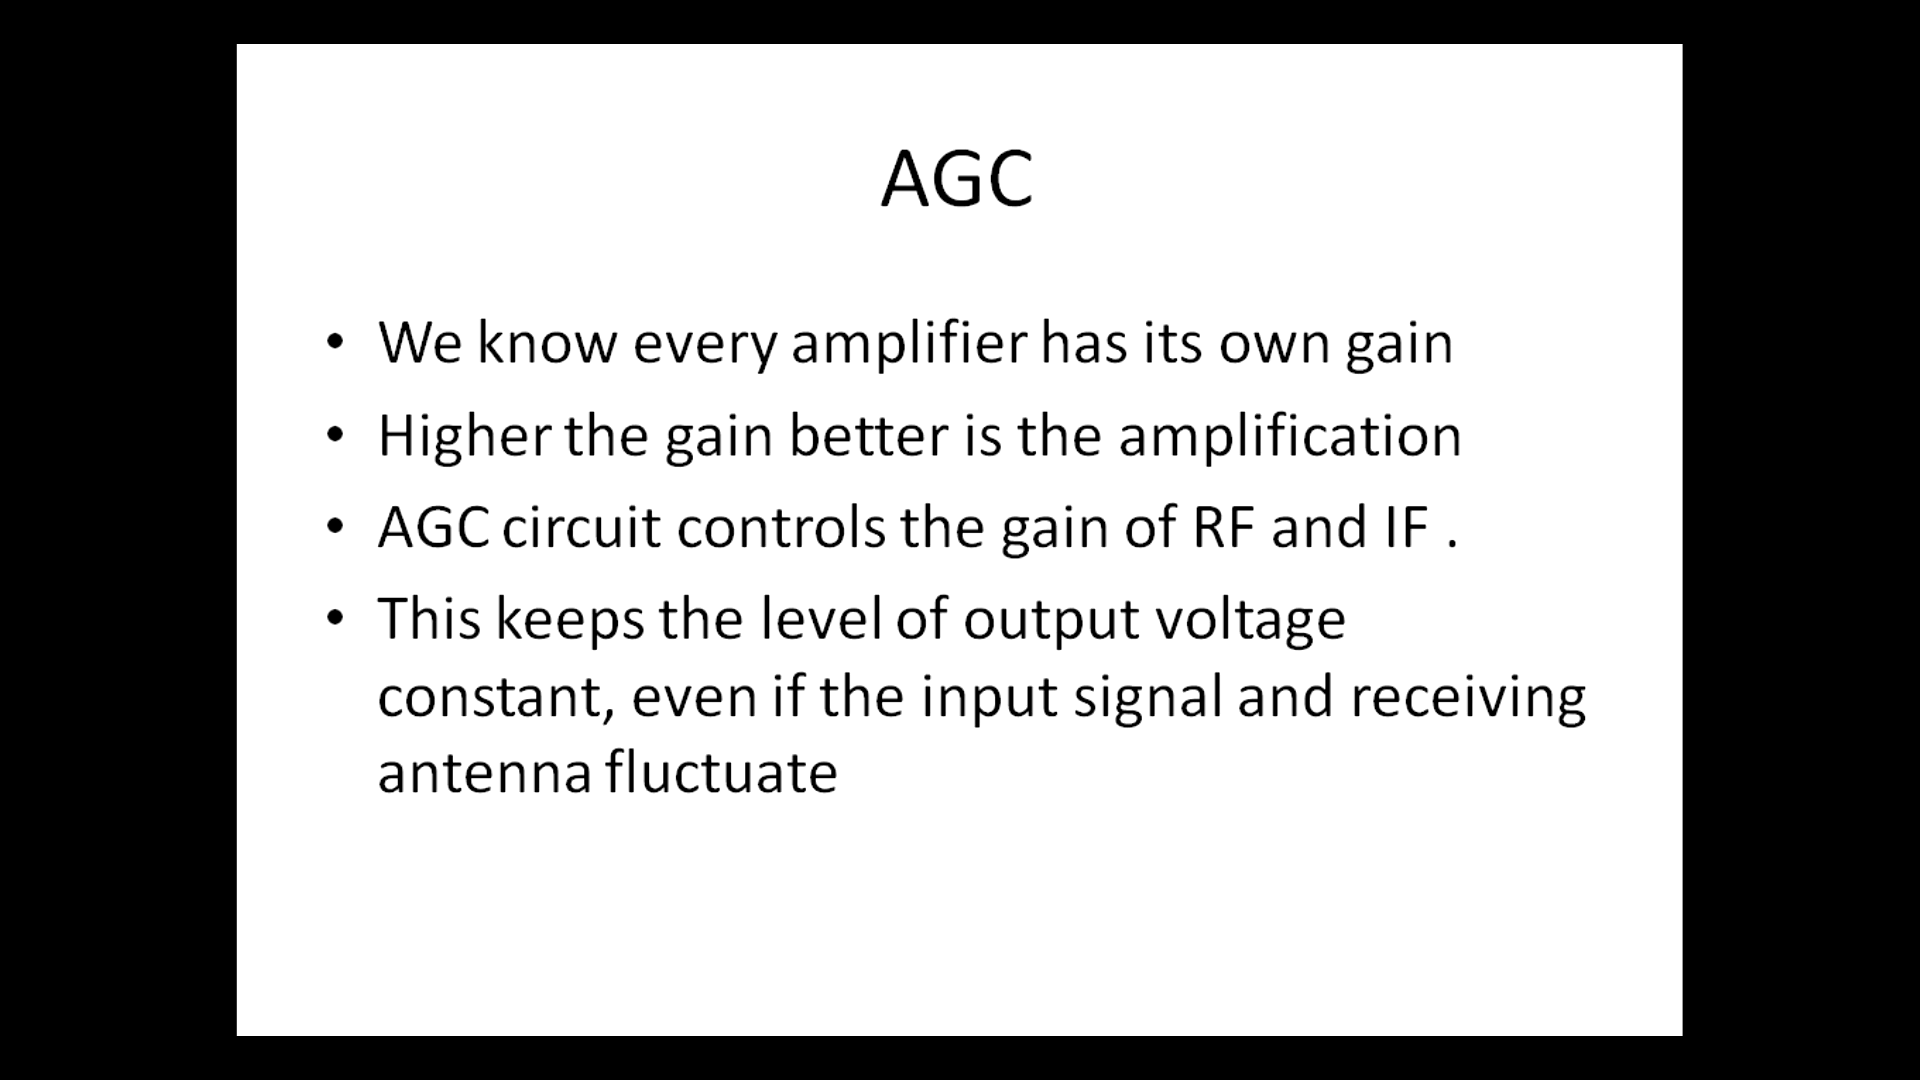 AGC
• We know every amplifier has its own gain
• Higher the gain better is the amplification
• AGC circuit controls the gain of RF and IF .
• This keeps the level of output voltage
constant, even if the input signal and receiving
antenna fluctuate